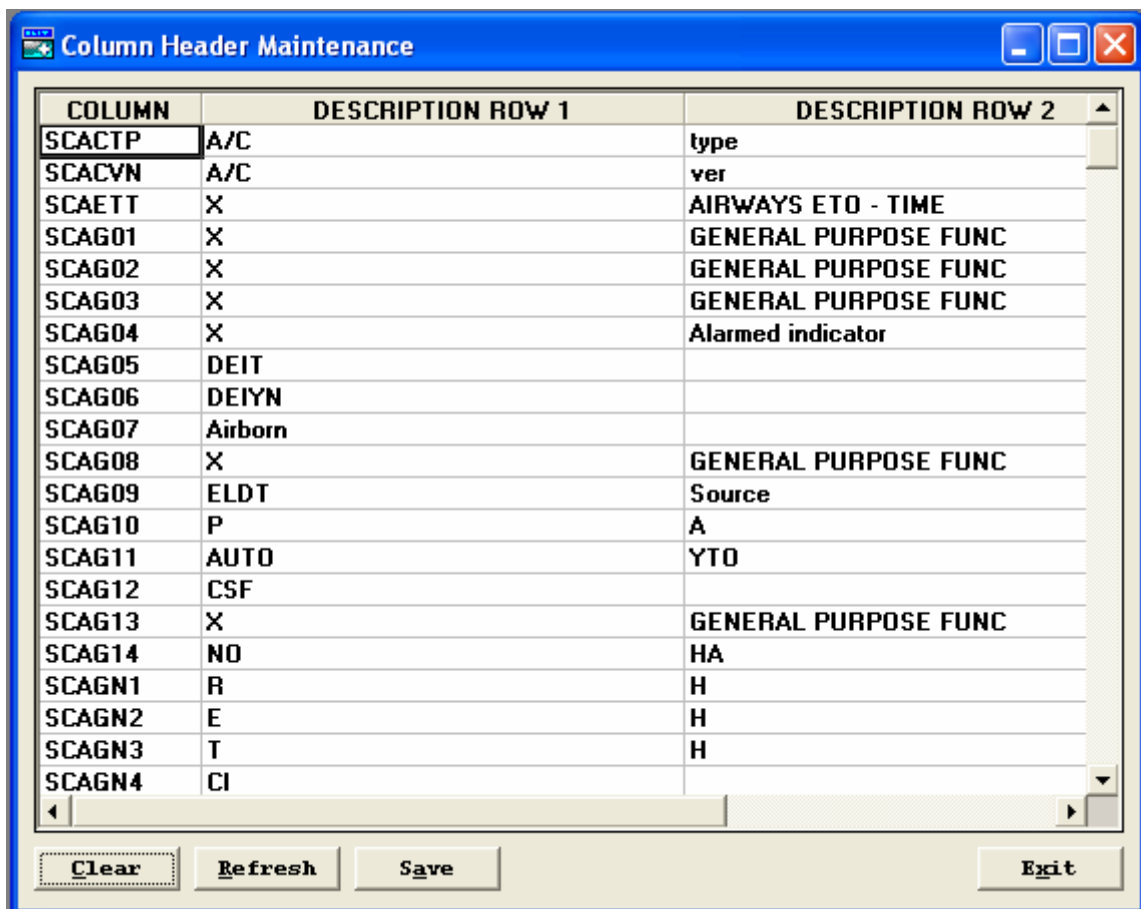 Column Header Maintenance
COLUMN DESCRIPTION ROW 1 DESCRIPTION ROW 2
SCACTP A/C type
SCACVN A/C ver
SCAETT X AIRWAYS ETO - TIME
SCAG01 X GENERAL PURPOSE FUNC
SCAG02 X GENERAL PURPOSE FUNC
SCAG03 X GENERAL PURPOSE FUNC
SCAG04 X Alarmed indicator
SCAG05 DEIT
SCAG06 DEIYN
SCAG07 Airborn
SCAG08 X GENERAL PURPOSE FUNC
SCAG09 ELDT Source
SCAG10 P A
SCAG11 AUTO YTO
SCAG12 CSF
SCAG13 X GENERAL PURPOSE FUNC
SCAG14 NO HA
SCAGN1 R H
SCAGN2 E H
SCAGN3 T H
SCAGN4 CI
Clear Refresh Save Exit